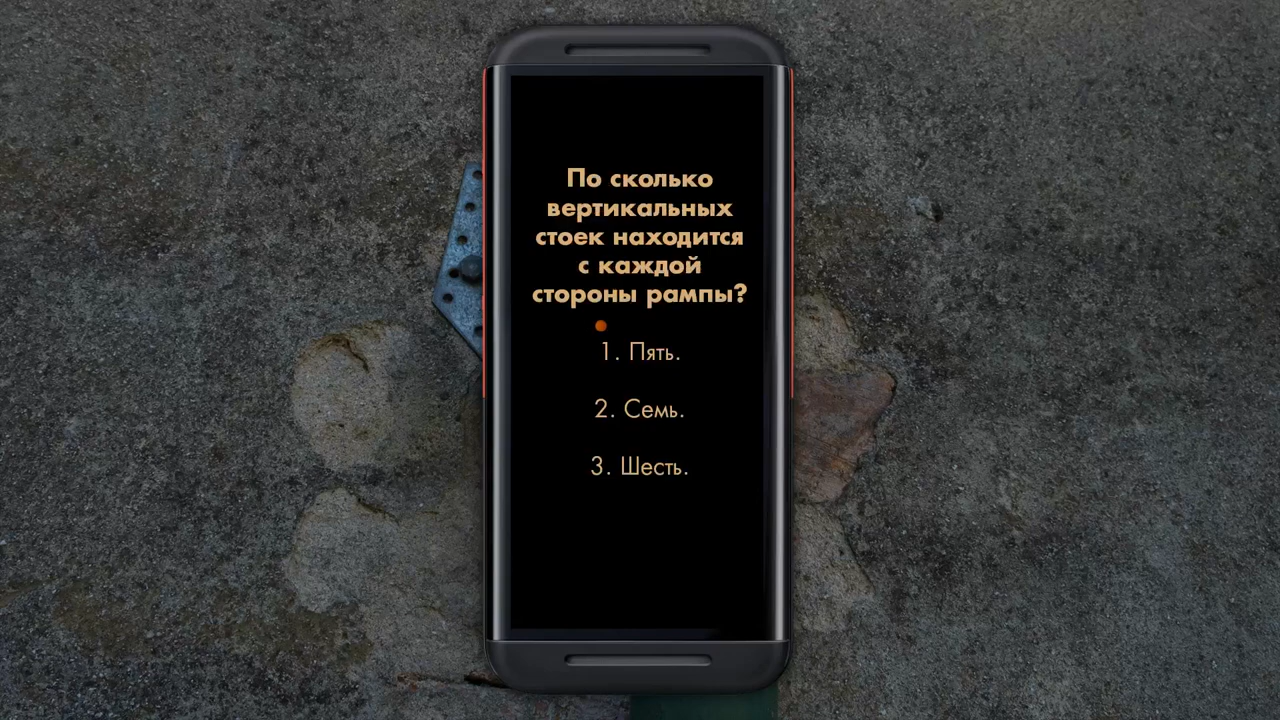 По сколько
вертикальных
стоек находится
с каждой
стороны рампы?
1. Пять.
2. Семь.
3. Шесть.